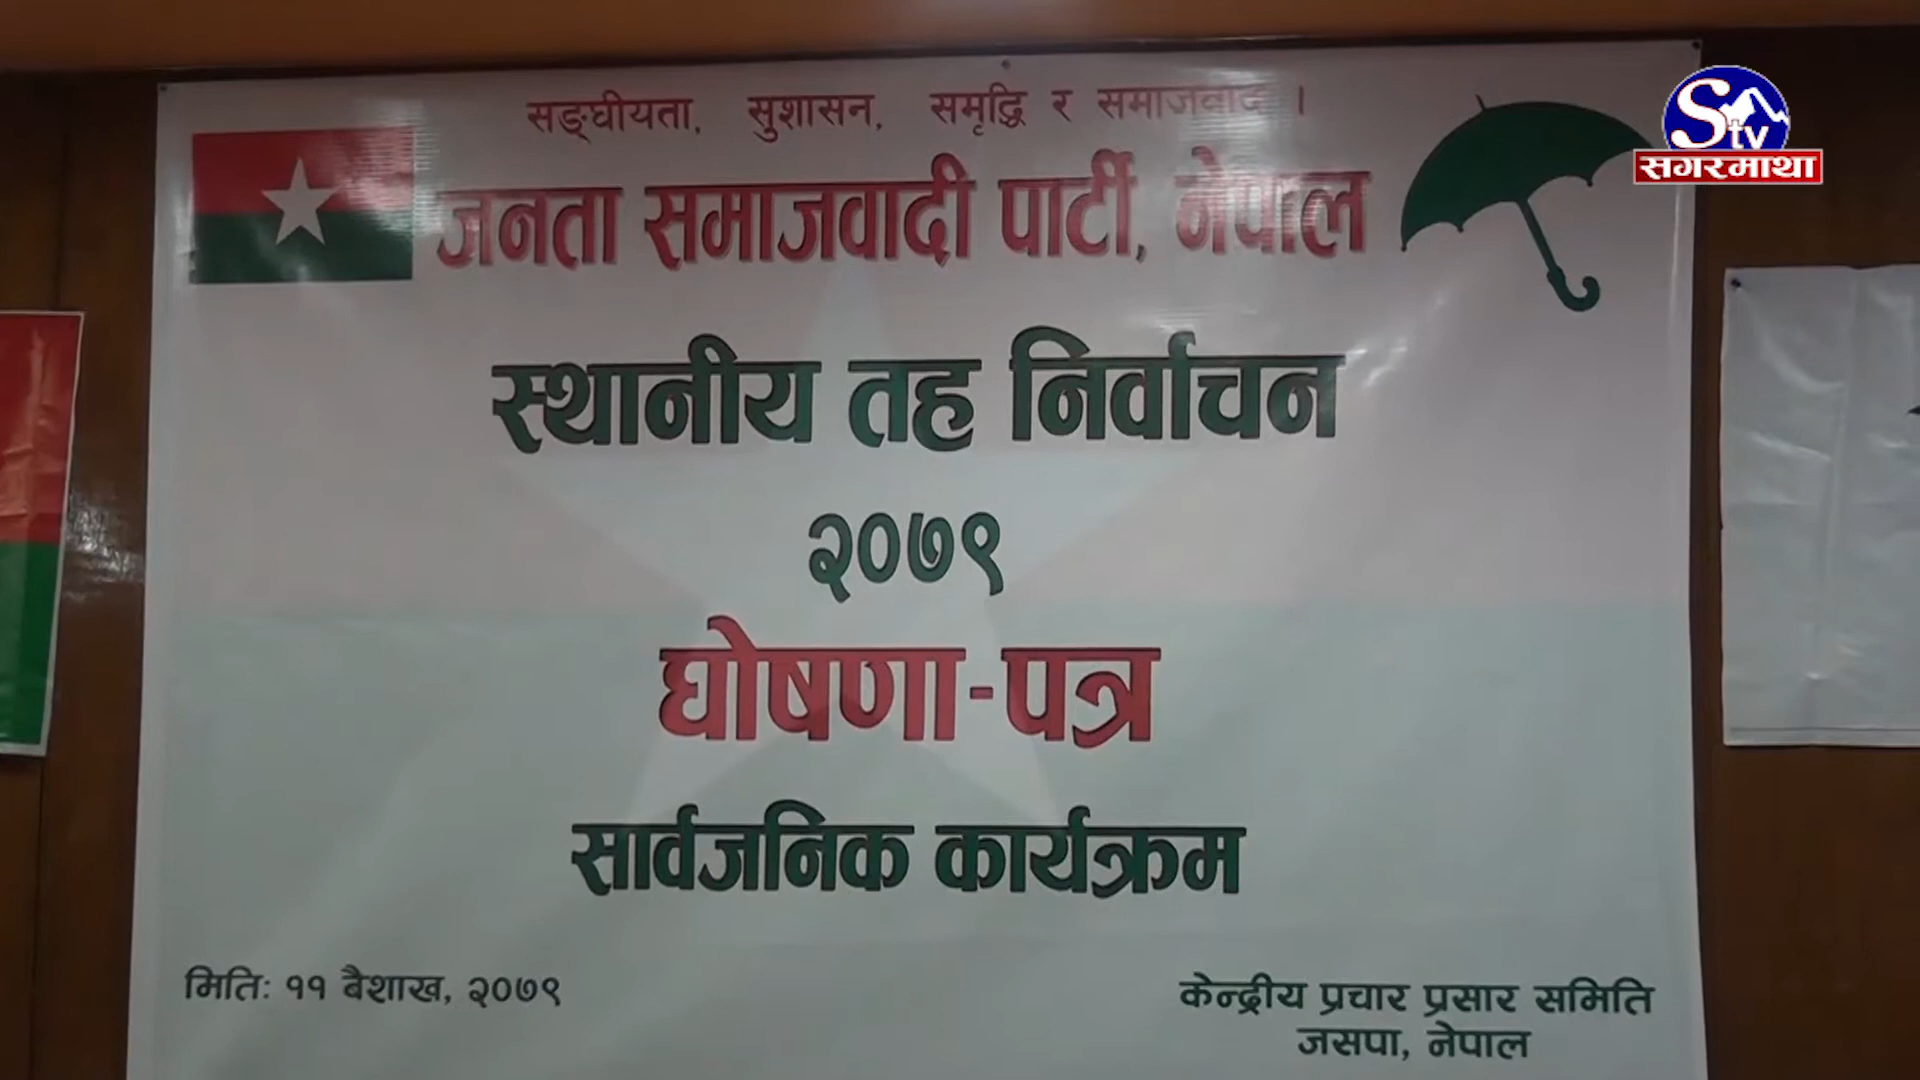 सङ्घीयता, सुशासन, समृद्धि र समाजवाद ।
जनता समाजवादी पार्टी, नेपाल
Stv
सगरमाथा
स्थानीय तह निर्वाचन
२०७९
घोषणा-पत्र
सार्वजनिक कार्यक्रम
मिति: ११ बैशाख, २०७९
केन्द्रीय प्रचार प्रसार समिति
जसपा, नेपाल